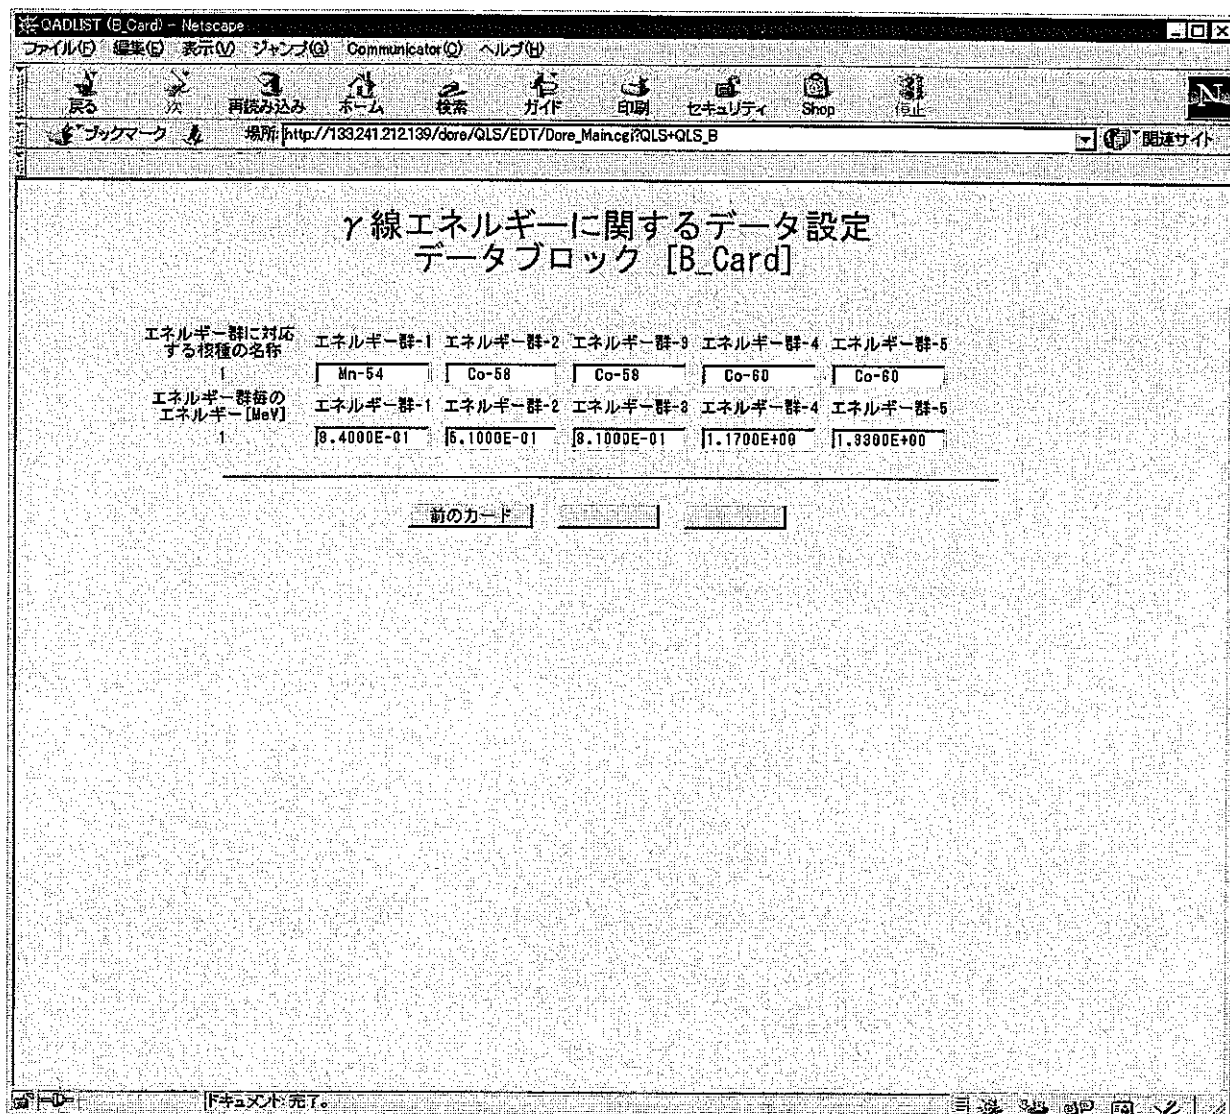 QADLIST (B_Card) - Netscape
ファイル(F) 編集(E) 表示(V) ジャンプ(G) Communicator(C) ヘルプ(H)
戻る 次 再読み込み ホーム 検索 ガイド 印刷 セキュリティ Shop 停止
N
ブックマーク 場所: http://133.241.212.139/dore/QLS/EDT/Dore_Main.cgi?QLS+QLS_B 関連サイト
γ線エネルギーに関するデータ設定
データブロック [B_Card]
エネルギー群に対応
する核種の名称
エネルギー群-1 エネルギー群-2 エネルギー群-3 エネルギー群-4 エネルギー群-5
1 Mn-54 Co-58 Co-58 Co-60 Co-60
エネルギー群毎の
エネルギー[MeV]
エネルギー群-1 エネルギー群-2 エネルギー群-3 エネルギー群-4 エネルギー群-5
1 8.4000E-01 5.1000E-01 8.1000E-01 1.1700E+00 1.3300E+00
前のカード
ドキュメント: 完了。